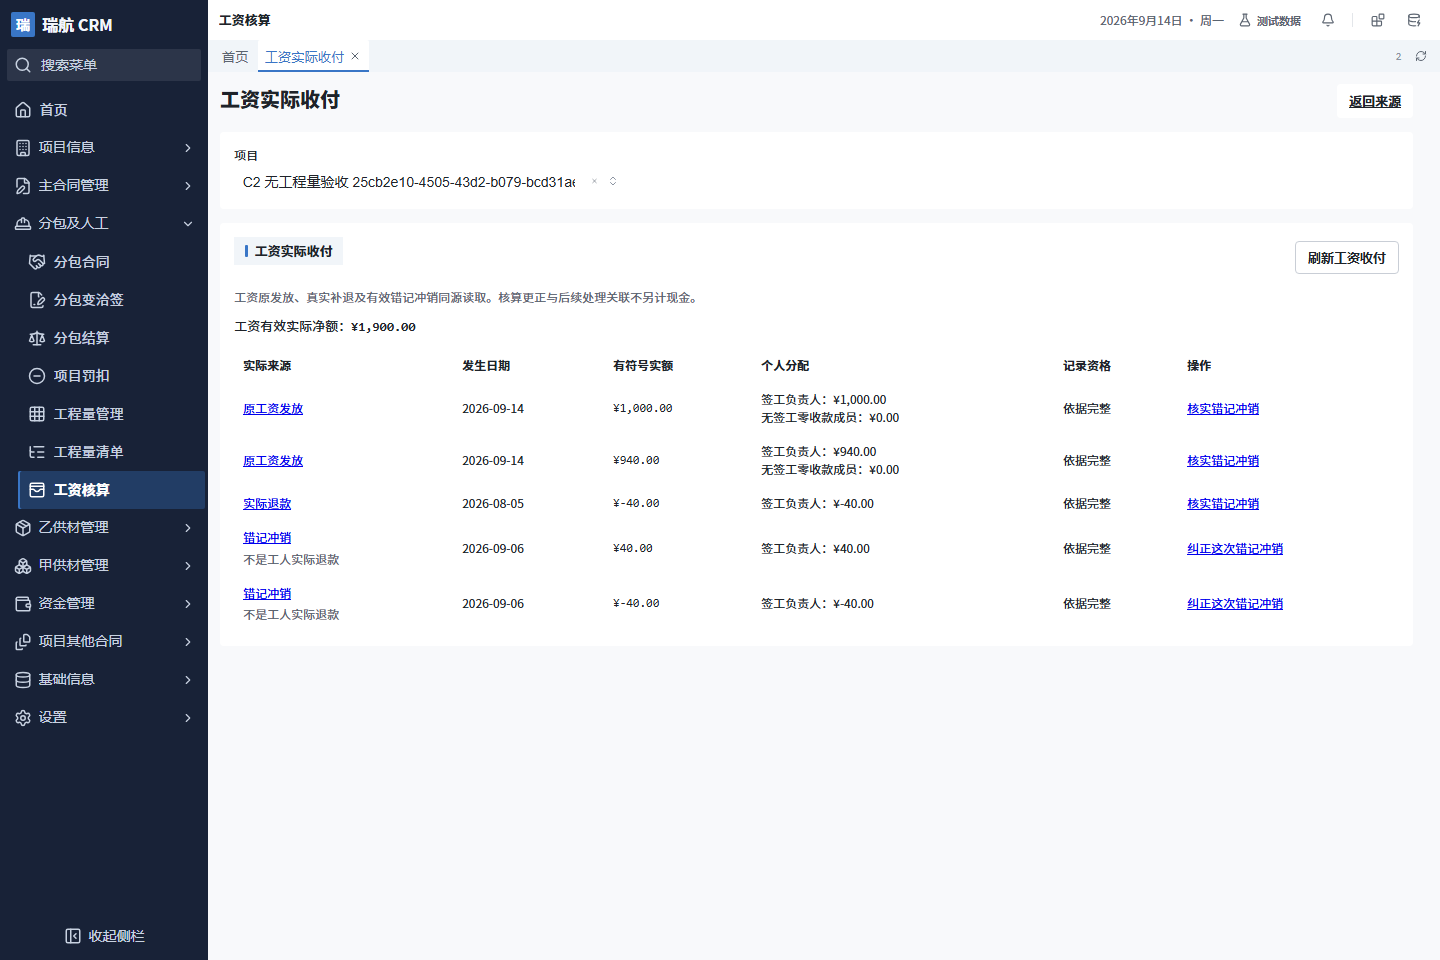 瑞 瑞航 CRM
搜索菜单
首页
项目信息
主合同管理
分包及人工
分包合同
分包变洽签
分包结算
项目罚扣
工程量管理
工程量清单
工资核算
乙供材管理
甲供材管理
资金管理
项目其他合同
基础信息
设置
收起侧栏
工资核算
2026年9月14日 • 周一 测试数据
首页 工资实际收付 × 2
工资实际收付
返回来源
项目
C2 无工程量验收 25cb2e10-4505-43d2-b079-bcd31a
工资实际收付
刷新工资收付
工资原发放、真实补退及有效错记冲销同源读取。核算更正与后续处理关联不另计现金。
工资有效实际净额：¥1,900.00
实际来源 发生日期 有符号实额 个人分配 记录资格 操作
原工资发放 2026-09-14 ¥1,000.00 签工负责人：¥1,000.00 依据完整 核实错记冲销
无签工零收款成员：¥0.00
原工资发放 2026-09-14 ¥940.00 签工负责人：¥940.00 依据完整 核实错记冲销
无签工零收款成员：¥0.00
实际退款 2026-08-05 ¥-40.00 签工负责人：¥-40.00 依据完整 核实错记冲销
错记冲销 2026-09-06 ¥40.00 签工负责人：¥40.00 依据完整 纠正这次错记冲销
不是工人实际退款
错记冲销 2026-09-06 ¥-40.00 签工负责人：¥-40.00 依据完整 纠正这次错记冲销
不是工人实际退款